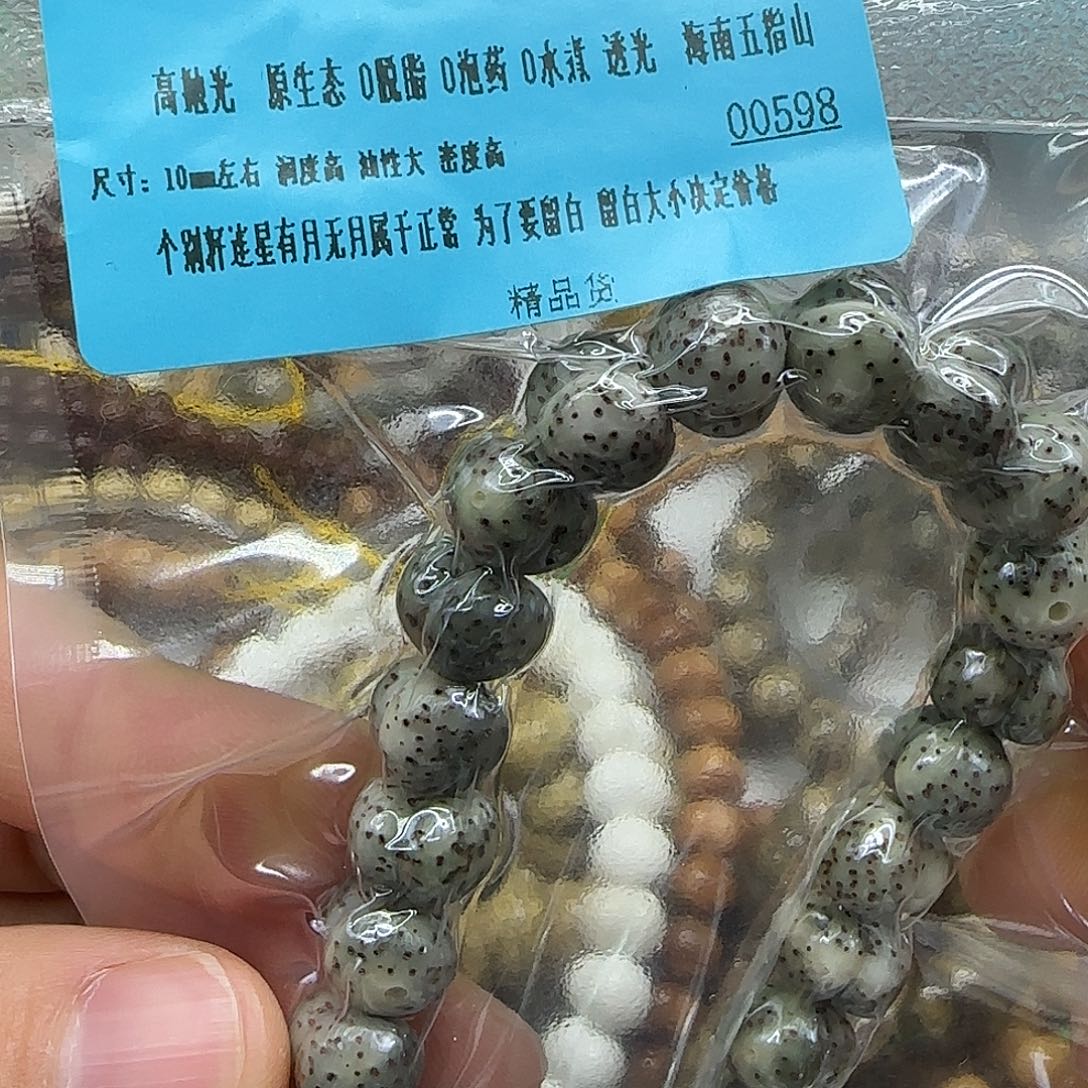 高抛光 原生态 0脱脂 0泡药 0水煮 透光 海南五指山
00598
尺寸：10mm左右 润度高 油性大 密度高
个别轩连星有月无月属于正常 为了要留白 留白大小决定价格
精品货